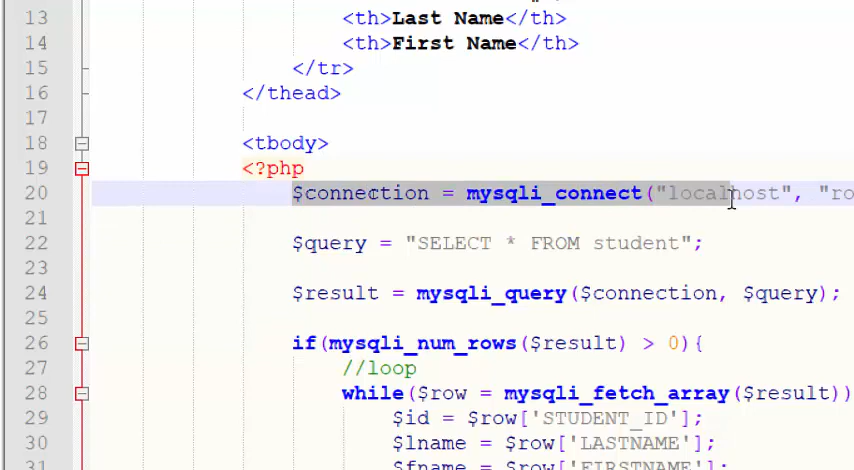 13 <th>Last Name</th>
14 <th>First Name</th>
15 </tr>
16 </thead>
17
18 <tbody>
19 <?php
20 $connection = mysqli_connect("localhost", "ro
21
22 $query = "SELECT * FROM student";
23
24 $result = mysqli_query($connection, $query);
25
26 if(mysqli_num_rows($result) > 0){
27 //loop
28 while($row = mysqli_fetch_array($result))
29 $id = $row['STUDENT_ID'];
30 $lname = $row['LASTNAME'];
31 $fname = $row['FIRSTNAME'];